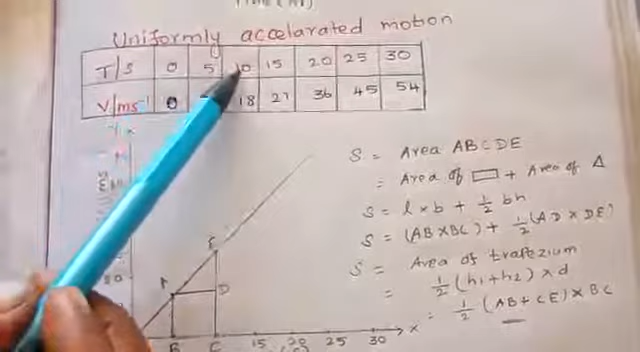 Uniformly accelarated motion
T/s 0 5 10 15 20 25 30
V/ms⁻¹ 0 18 27 36 45 54
S = Area ABCDE
= Area of ▭ + Area of Δ
S = l × b + 1/2 bh
S = (AB × BC) + 1/2 (AD × DE)
S = Area of trapezium
= 1/2 (h1 + h2) × d
= 1/2 (AB + CE) × BC
E
A D
B C 15 20 25 30 X